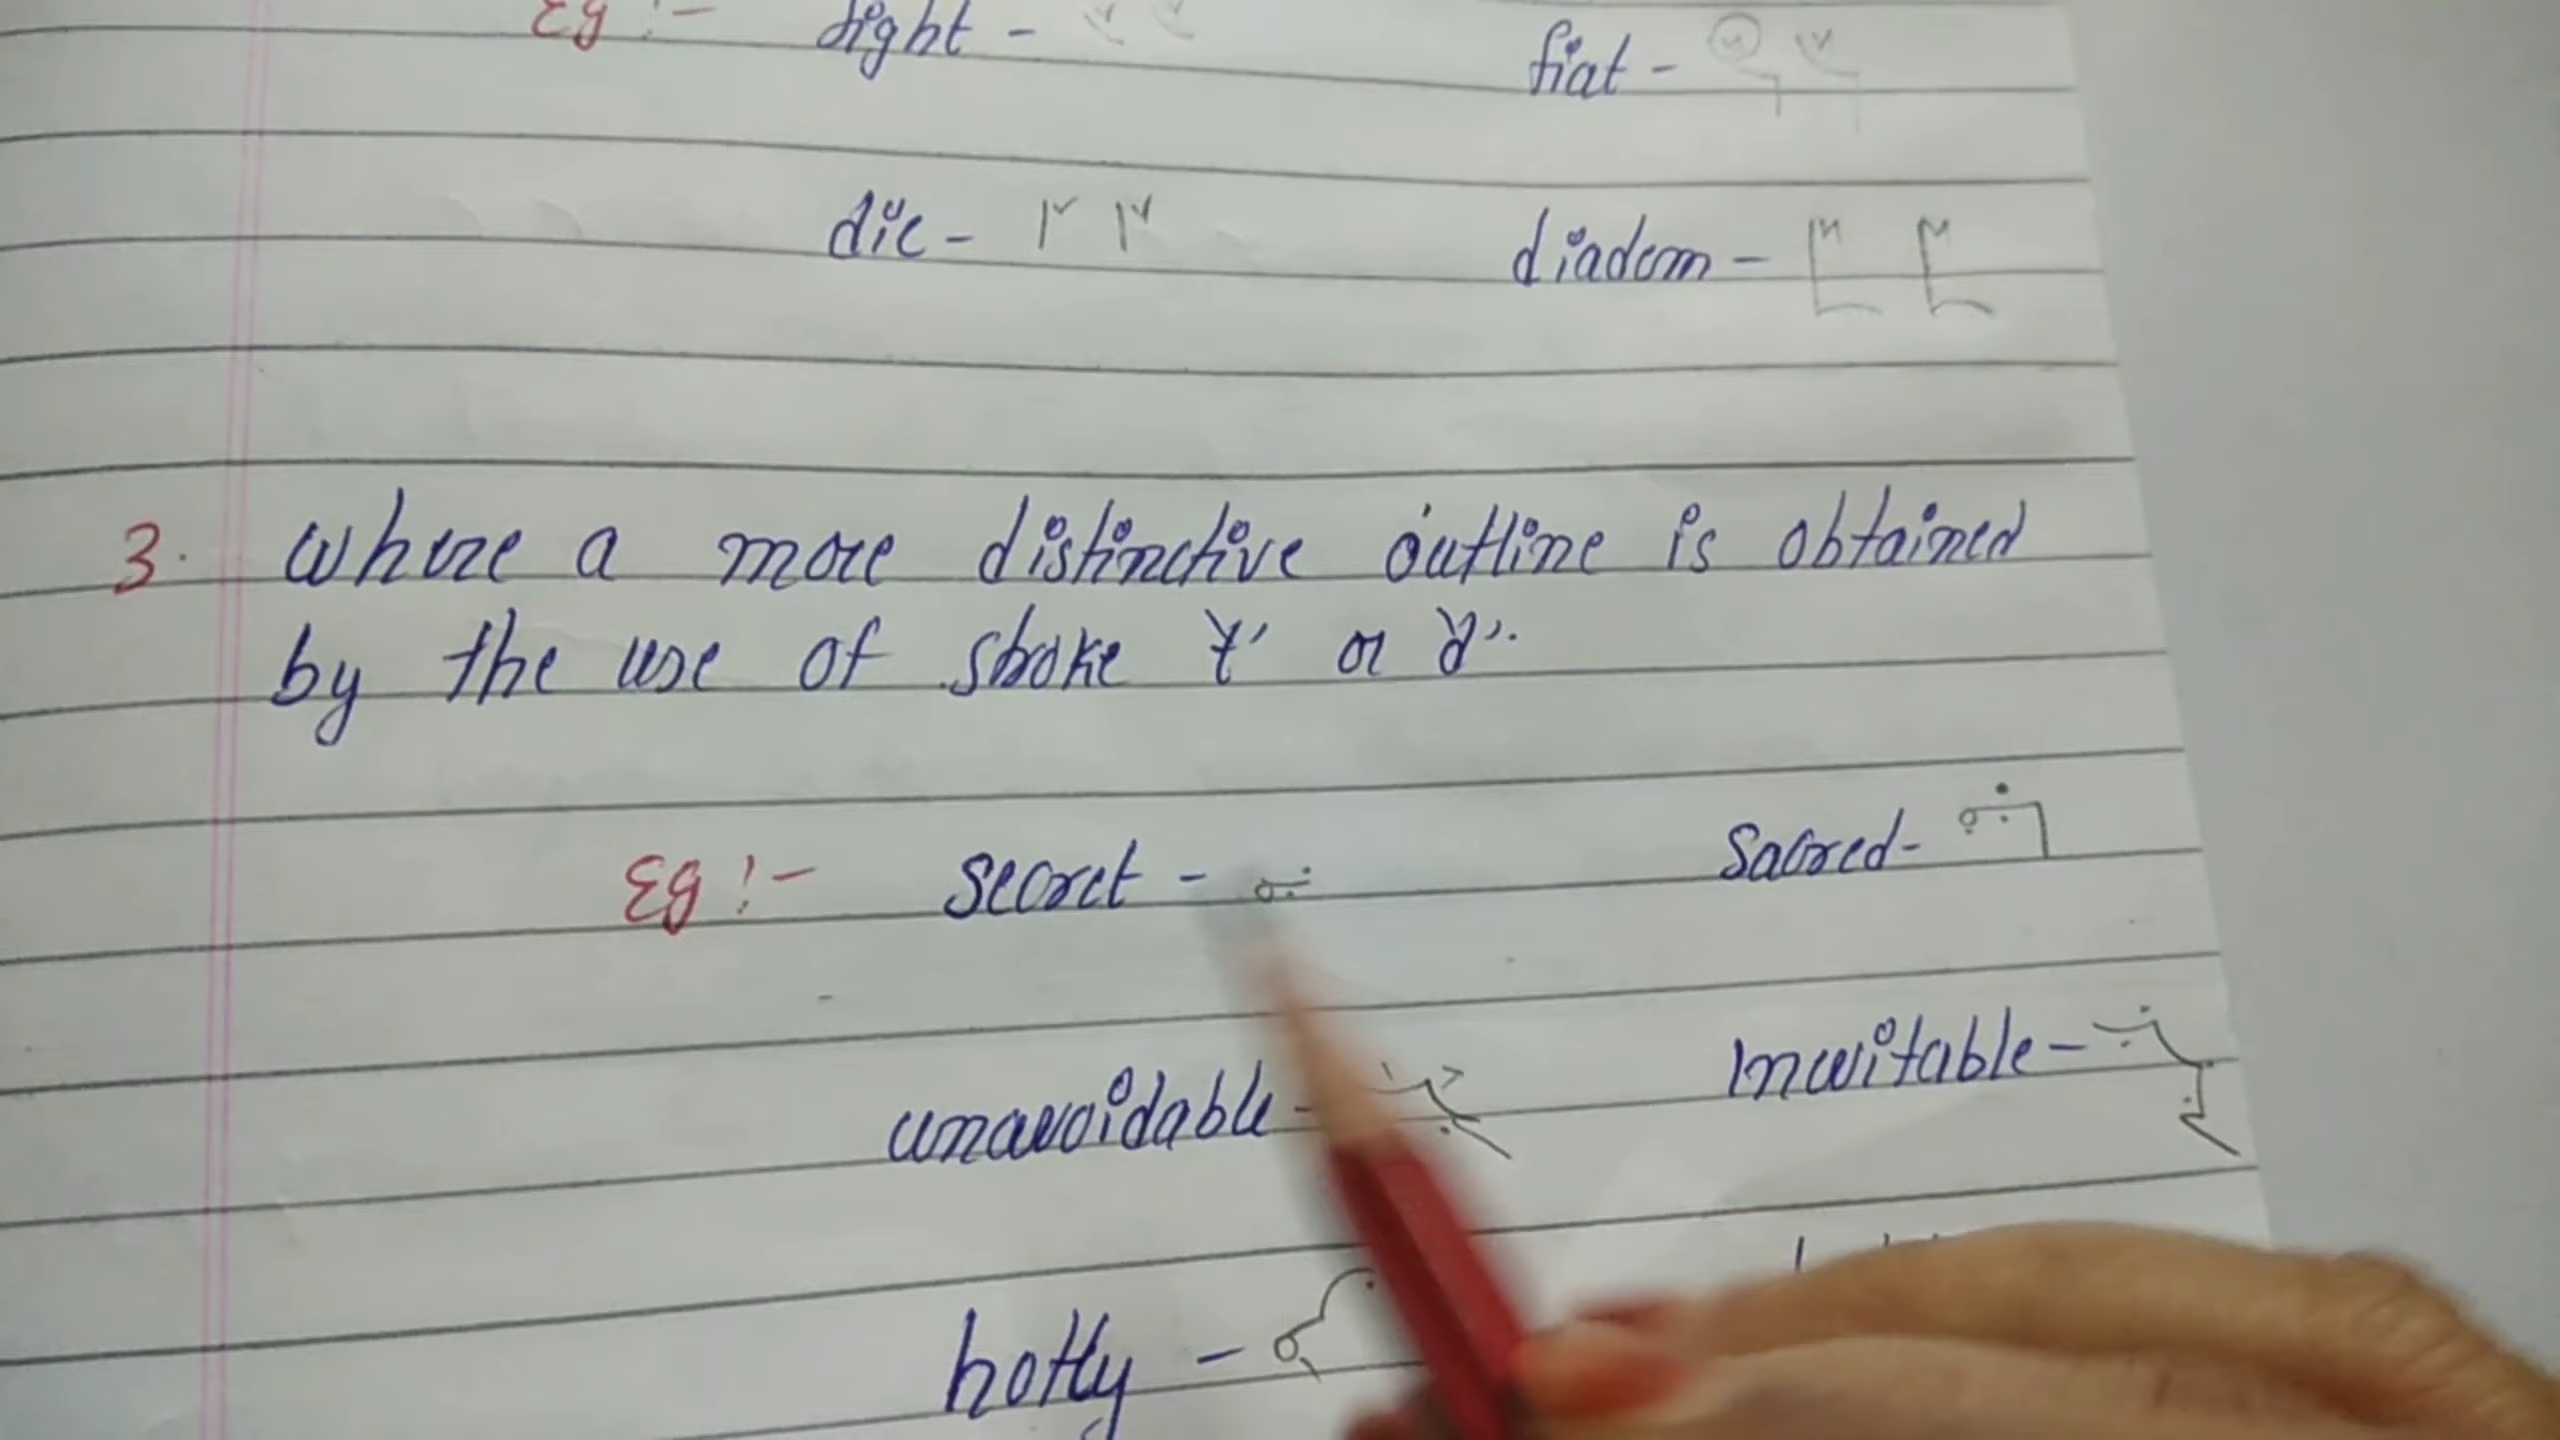 Eg :- dight - fiat -
die - diadem -
3. where a more distinctive outline is obtained
by the use of stroke 't' or 'd'.
Eg :- secret - Sacred -
unavoidable - Inevitable -
hotly -